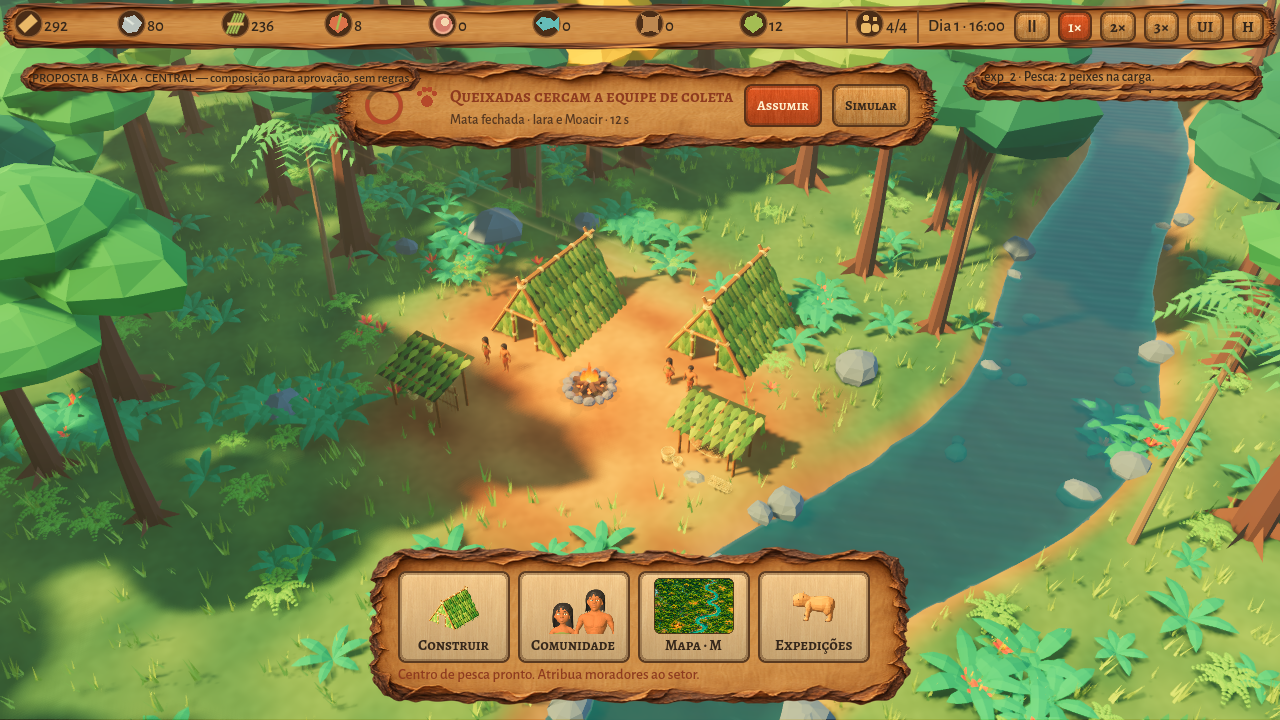 292 80 236 8 0 0 0 12 4/4 Dia 1 · 16:00 II 1× 2× 3× UI H
PROPOSTA B · FAIXA · CENTRAL — composição para aprovação, sem regras
exp_2 · Pesca: 2 peixes na carga.
Queixadas cercam a equipe de coleta
Mata fechada · Iara e Moacir · 12 s
Assumir
Simular
Construir
Comunidade
Mapa · M
Expedições
Centro de pesca pronto. Atribua moradores ao setor.